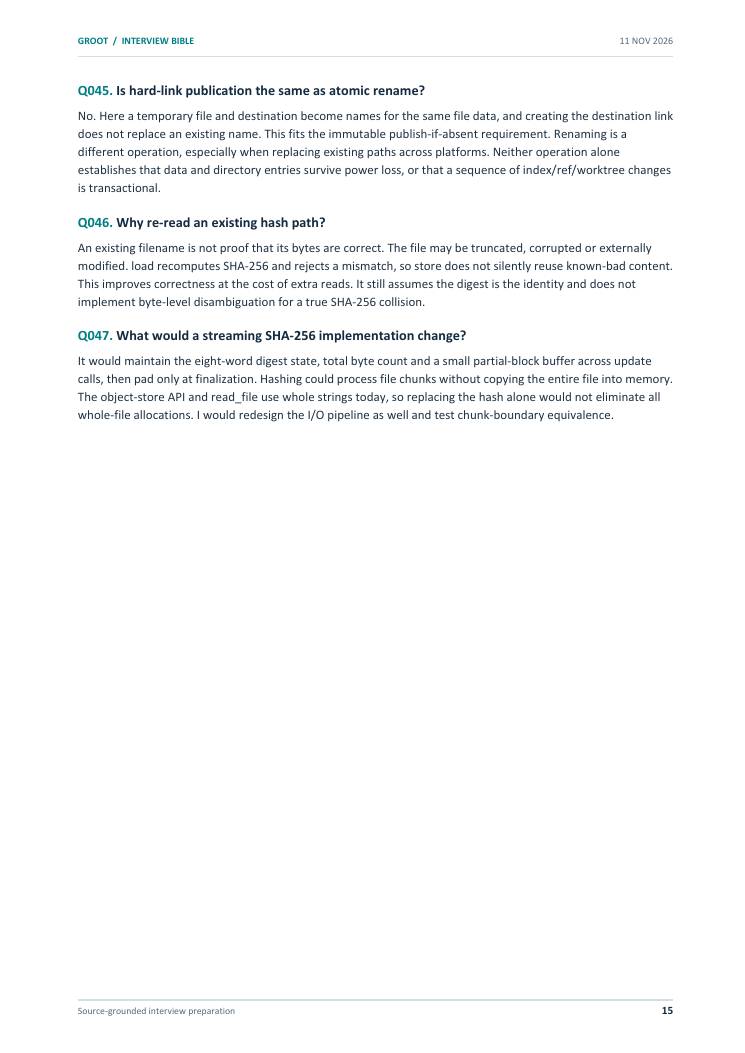 GROOT / INTERVIEW BIBLE
11 NOV 2026
Q045. Is hard-link publication the same as atomic rename?
No. Here a temporary file and destination become names for the same file data, and creating the destination link
does not replace an existing name. This fits the immutable publish-if-absent requirement. Renaming is a
different operation, especially when replacing existing paths across platforms. Neither operation alone
establishes that data and directory entries survive power loss, or that a sequence of index/ref/worktree changes
is transactional.
Q046. Why re-read an existing hash path?
An existing filename is not proof that its bytes are correct. The file may be truncated, corrupted or externally
modified. load recomputes SHA-256 and rejects a mismatch, so store does not silently reuse known-bad content.
This improves correctness at the cost of extra reads. It still assumes the digest is the identity and does not
implement byte-level disambiguation for a true SHA-256 collision.
Q047. What would a streaming SHA-256 implementation change?
It would maintain the eight-word digest state, total byte count and a small partial-block buffer across update
calls, then pad only at finalization. Hashing could process file chunks without copying the entire file into memory.
The object-store API and read_file use whole strings today, so replacing the hash alone would not eliminate all
whole-file allocations. I would redesign the I/O pipeline as well and test chunk-boundary equivalence.
Source-grounded interview preparation
15